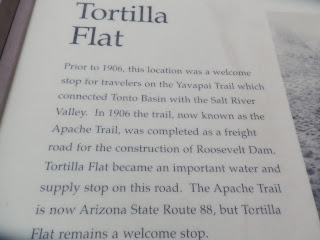 Tortilla
Flat
Prior to 1906, this location was a welcome
stop for travelers on the Yavapai Trail which
connected Tonto Basin with the Salt River
Valley. In 1906 the trail, now known as the
Apache Trail, was completed as a freight
road for the construction of Roosevelt Dam.
Tortilla Flat became an important water and
supply stop on this road. The Apache Trail
is now Arizona State Route 88, but Tortilla
Flat remains a welcome stop.